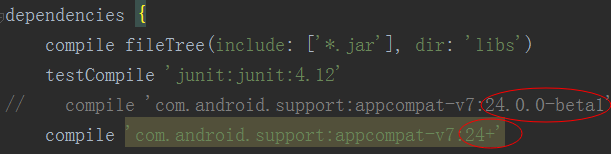 dependencies {
compile fileTree(include: ['*.jar'], dir: 'libs')
testCompile 'junit:junit:4.12'
// compile 'com.android.support:appcompat-v7:24.0.0-beta1'
compile 'com.android.support:appcompat-v7:24+'